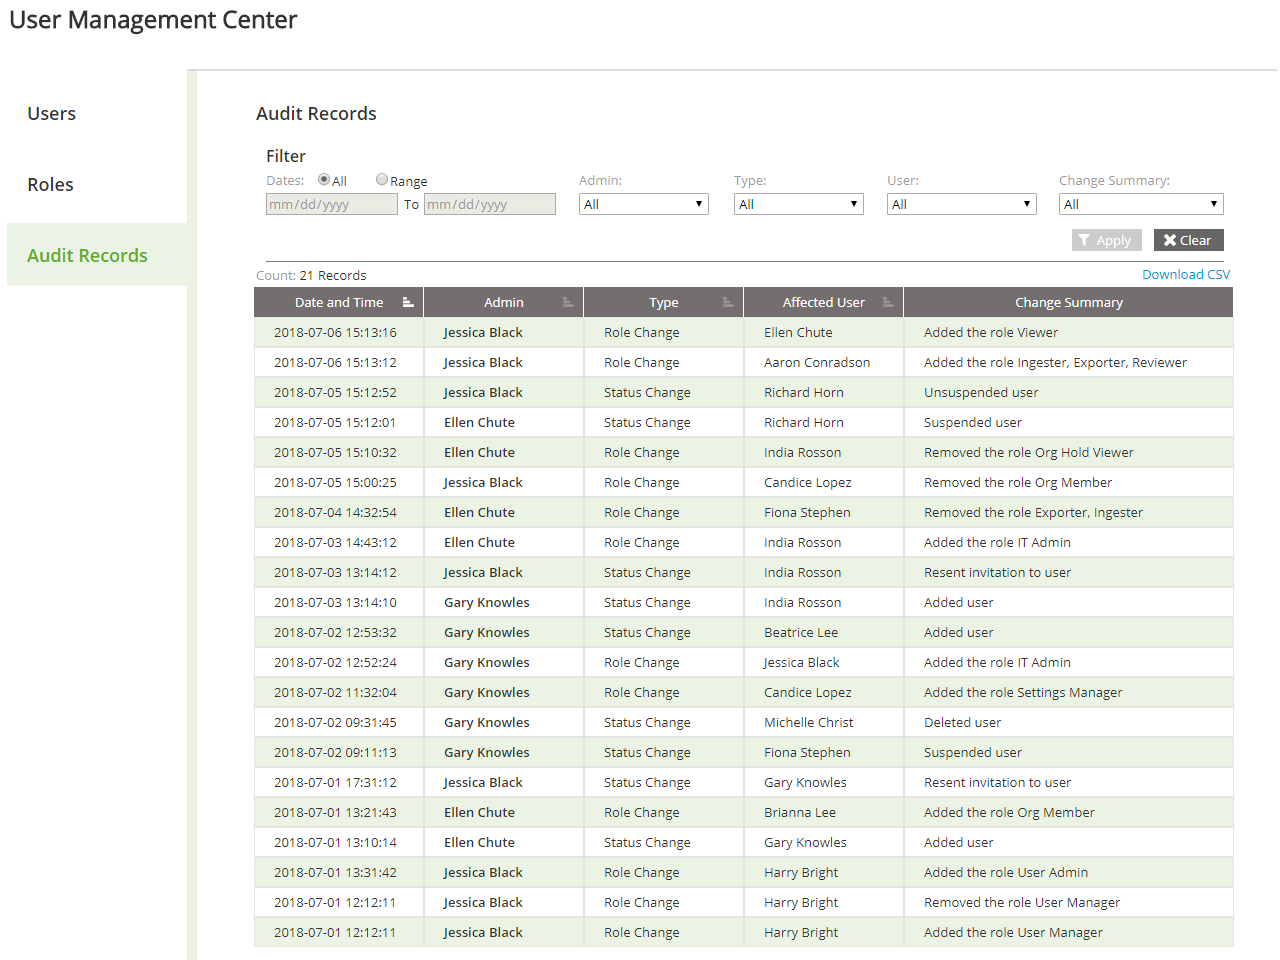 User Management Center
Users
Roles
Audit Records
Audit Records
Filter
Dates: All Range Admin: Type: User: Change Summary:
mm/dd/yyyy To mm/dd/yyyy All All All All
Apply Clear
Count: 21 Records Download CSV
Date and Time Admin Type Affected User Change Summary
2018-07-06 15:13:16 Jessica Black Role Change Ellen Chute Added the role Viewer
2018-07-06 15:13:12 Jessica Black Role Change Aaron Conradson Added the role Ingester, Exporter, Reviewer
2018-07-05 15:12:52 Jessica Black Status Change Richard Horn Unsuspended user
2018-07-05 15:12:01 Ellen Chute Status Change Richard Horn Suspended user
2018-07-05 15:10:32 Ellen Chute Role Change India Rosson Removed the role Org Hold Viewer
2018-07-05 15:00:25 Jessica Black Role Change Candice Lopez Removed the role Org Member
2018-07-04 14:32:54 Ellen Chute Role Change Fiona Stephen Removed the role Exporter, Ingester
2018-07-03 14:43:12 Ellen Chute Role Change India Rosson Added the role IT Admin
2018-07-03 13:14:12 Jessica Black Status Change India Rosson Resent invitation to user
2018-07-03 13:14:10 Gary Knowles Status Change India Rosson Added user
2018-07-02 12:53:32 Gary Knowles Status Change Beatrice Lee Added user
2018-07-02 12:52:24 Gary Knowles Role Change Jessica Black Added the role IT Admin
2018-07-02 11:32:04 Gary Knowles Role Change Candice Lopez Added the role Settings Manager
2018-07-02 09:31:45 Gary Knowles Status Change Michelle Christ Deleted user
2018-07-02 09:11:13 Gary Knowles Status Change Fiona Stephen Suspended user
2018-07-01 17:31:12 Jessica Black Status Change Gary Knowles Resent invitation to user
2018-07-01 13:21:43 Ellen Chute Role Change Brianna Lee Added the role Org Member
2018-07-01 13:10:14 Ellen Chute Status Change Gary Knowles Added user
2018-07-01 13:31:42 Jessica Black Role Change Harry Bright Added the role User Admin
2018-07-01 12:12:11 Jessica Black Role Change Harry Bright Removed the role User Manager
2018-07-01 12:12:11 Jessica Black Role Change Harry Bright Added the role User Manager